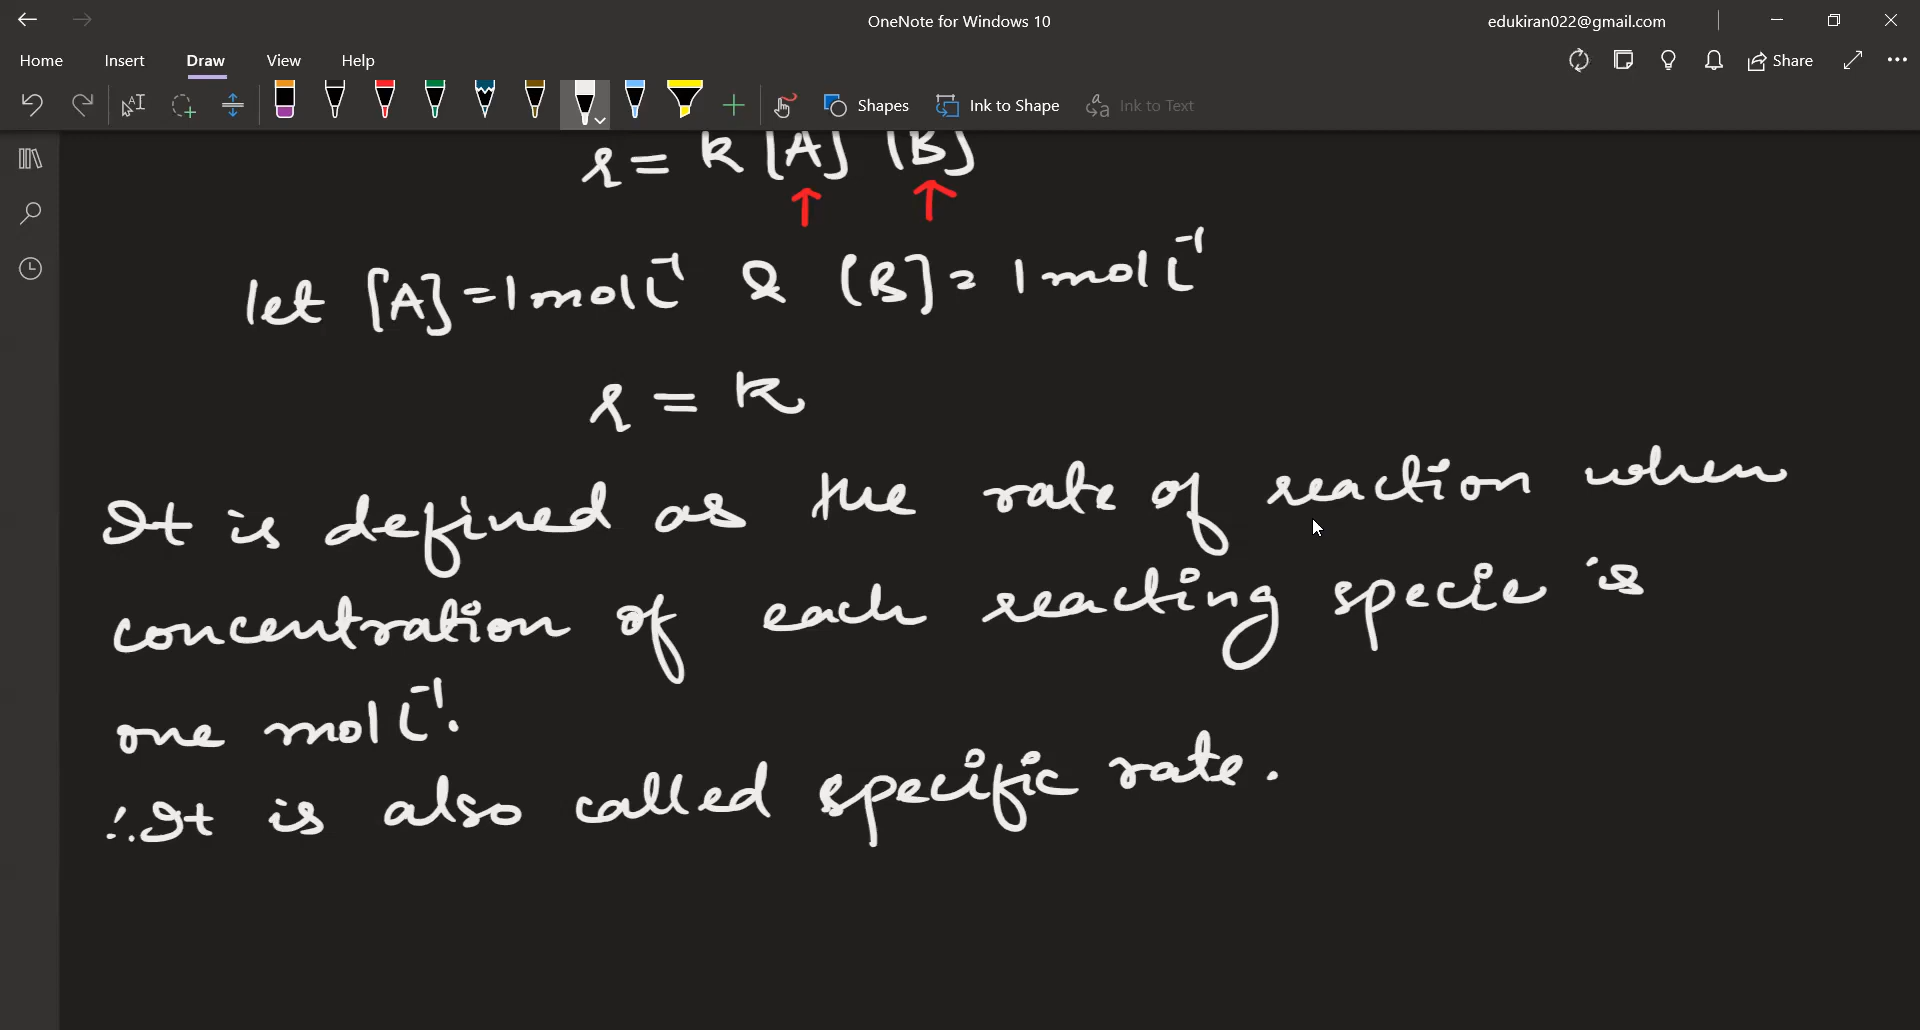 OneNote for Windows 10
edukiran022@gmail.com
Home Insert Draw View Help
Share
Shapes Ink to Shape Ink to Text
r = k [A] [B]
let [A] = 1 mol L⁻¹ & [B] = 1 mol L⁻¹
r = k
It is defined as the rate of reaction when
concentration of each reacting specie is
one mol L⁻¹.
∴ It is also called specific rate.